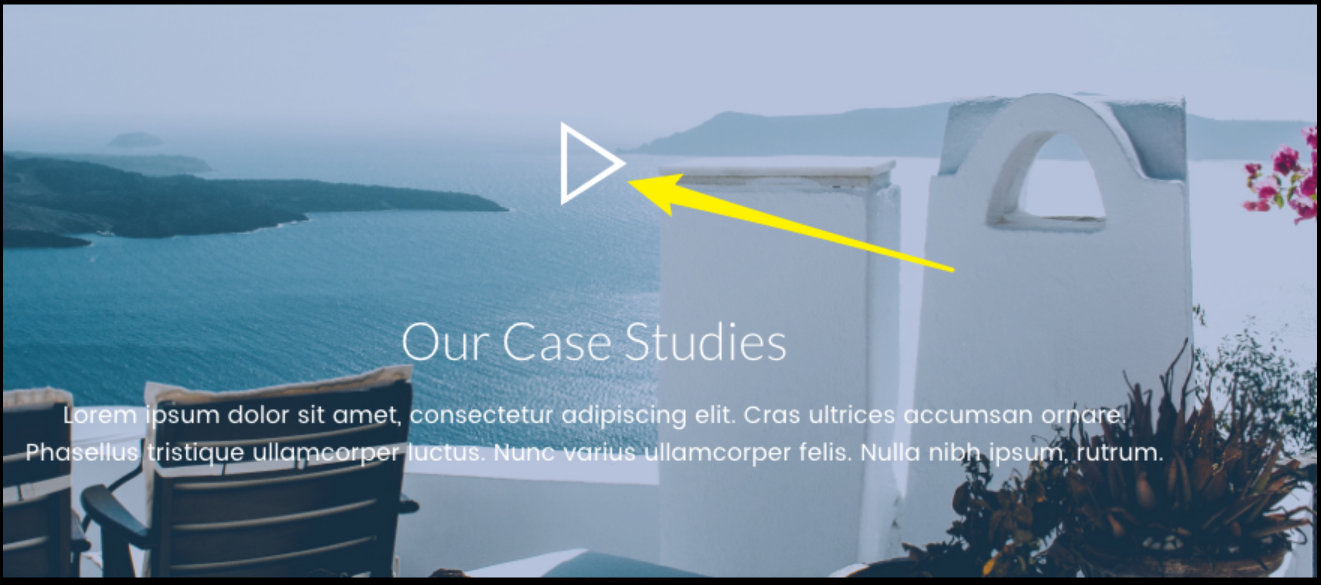 Our Case Studies
Lorem ipsum dolor sit amet, consectetur adipiscing elit. Cras ultrices accumsan ornare.
Phasellus tristique ullamcorper luctus. Nunc varius ullamcorper felis. Nulla nibh ipsum, rutrum.